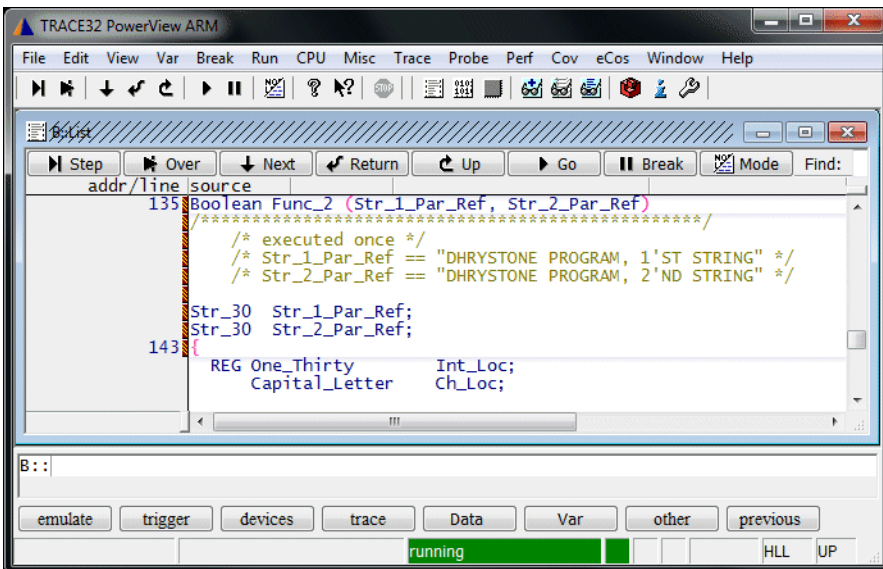 TRACE32 PowerView ARM
File Edit View Var Break Run CPU Misc Trace Probe Perf Cov eCos Window Help
B::List
Step Over Next Return Up Go Break Mode Find:
addr/line source
135 Boolean Func_2 (Str_1_Par_Ref, Str_2_Par_Ref)
/*************************************************/
/* executed once */
/* Str_1_Par_Ref == "DHRYSTONE PROGRAM, 1'ST STRING" */
/* Str_2_Par_Ref == "DHRYSTONE PROGRAM, 2'ND STRING" */
Str_30 Str_1_Par_Ref;
Str_30 Str_2_Par_Ref;
143 {
REG One_Thirty Int_Loc;
Capital_Letter Ch_Loc;
B::
emulate trigger devices trace Data Var other previous
running HLL UP